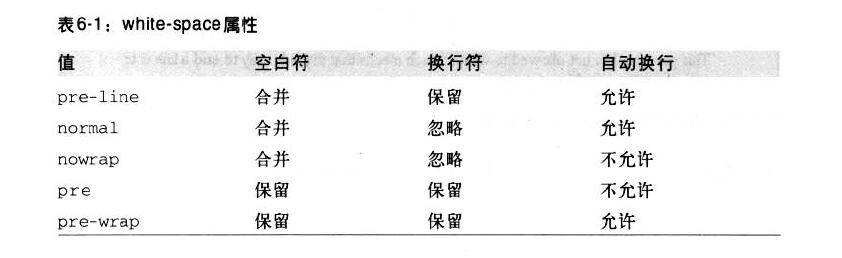 表6-1：white-space属性
值 空白符 换行符 自动换行
pre-line 合并 保留 允许
normal 合并 忽略 允许
nowrap 合并 忽略 不允许
pre 保留 保留 不允许
pre-wrap 保留 保留 允许